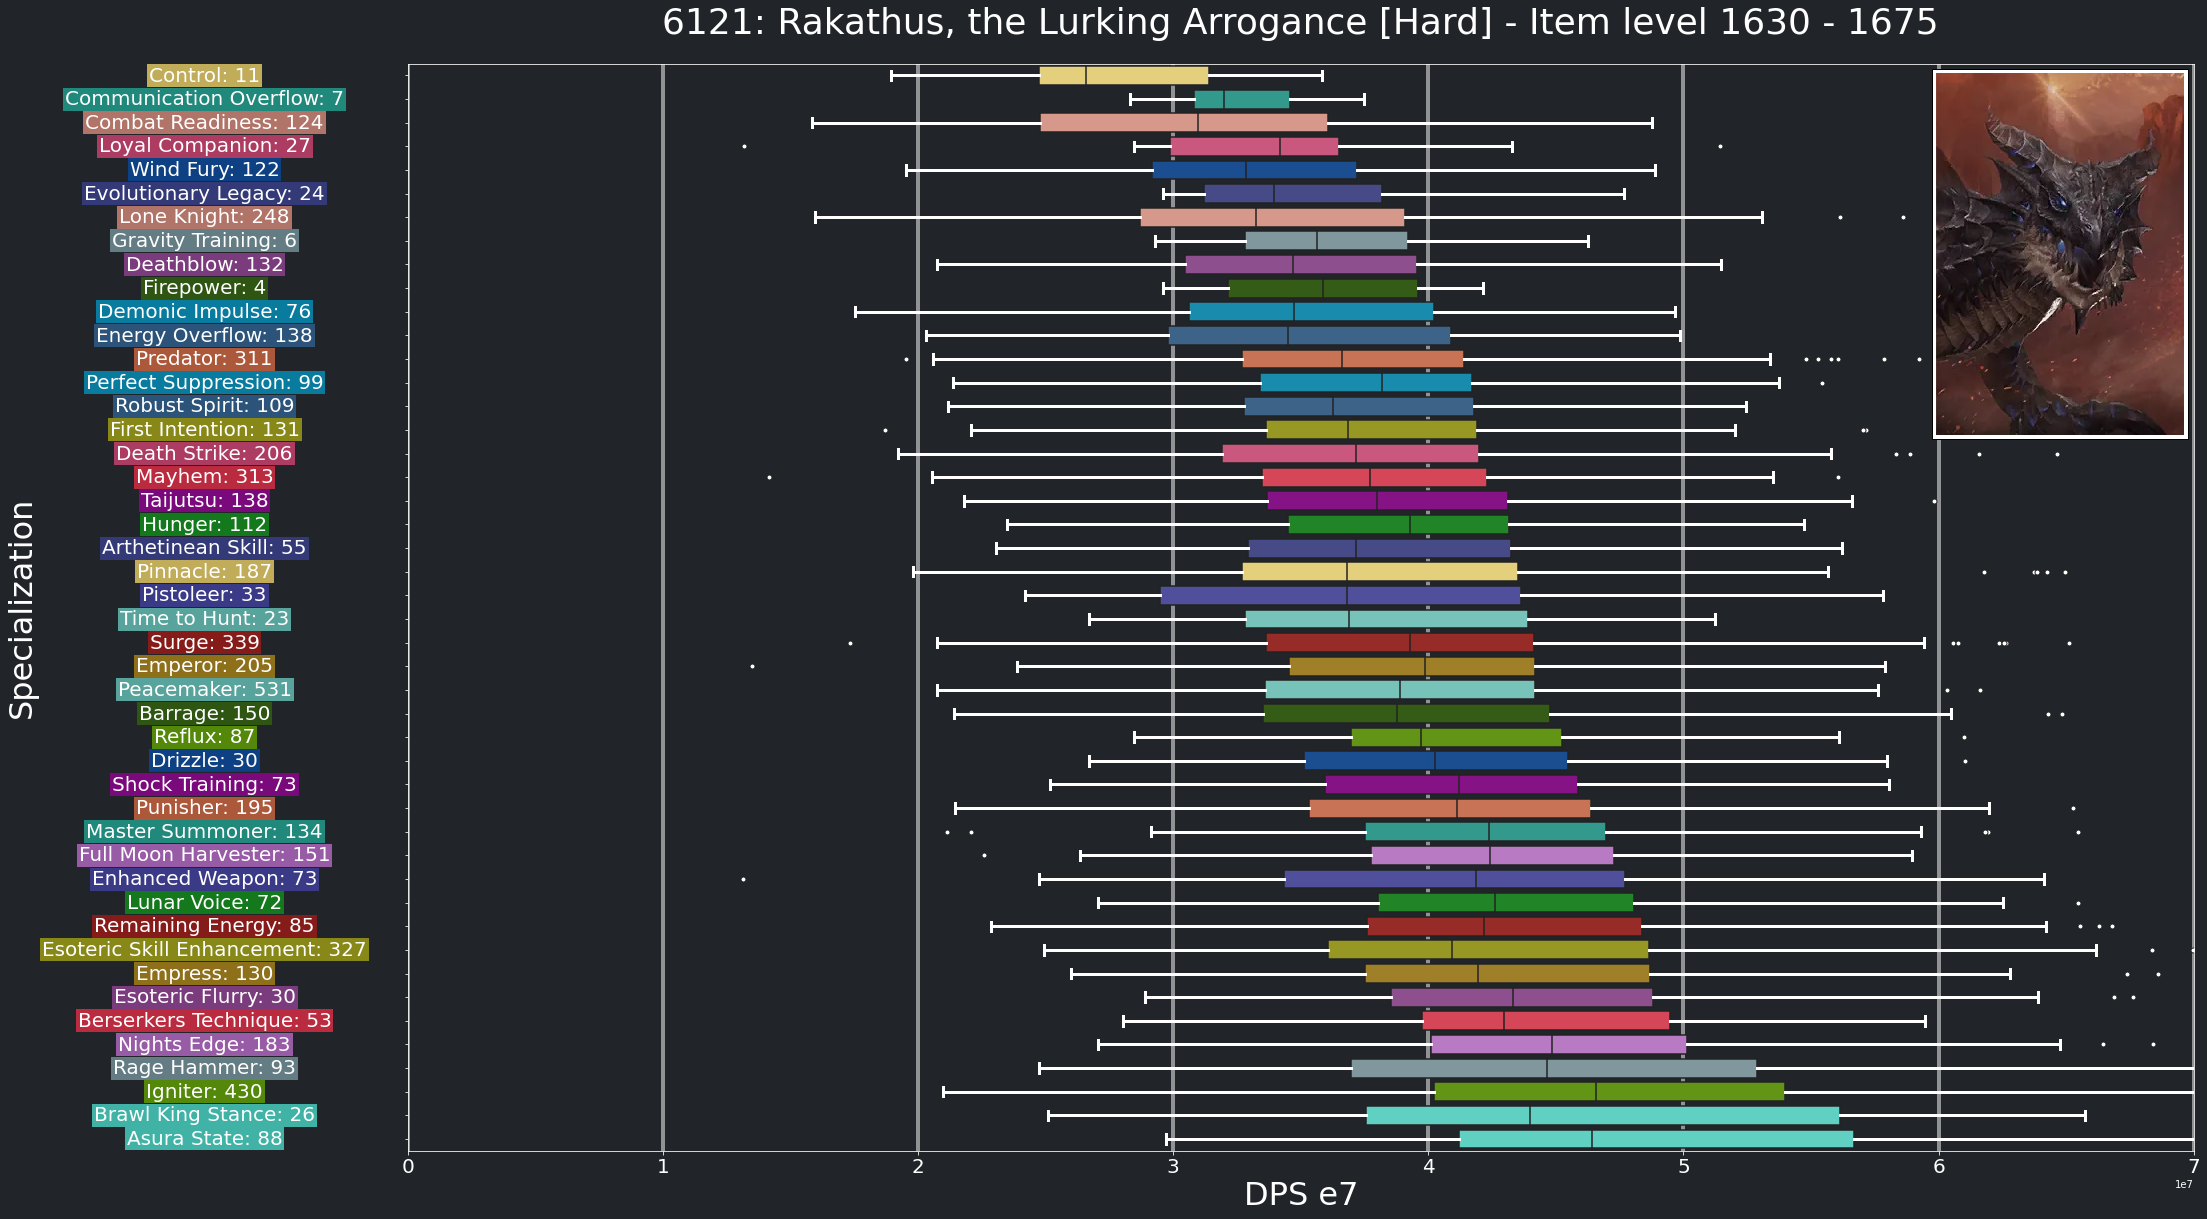 6121: Rakathus, the Lurking Arrogance [Hard] - Item level 1630 - 1675
Control: 11
Communication Overflow: 7
Combat Readiness: 124
Loyal Companion: 27
Wind Fury: 122
Evolutionary Legacy: 24
Lone Knight: 248
Gravity Training: 6
Deathblow: 132
Firepower: 4
Demonic Impulse: 76
Energy Overflow: 138
Predator: 311
Perfect Suppression: 99
Robust Spirit: 109
First Intention: 131
Death Strike: 206
Mayhem: 313
Taijutsu: 138
Hunger: 112
Arthetinean Skill: 55
Pinnacle: 187
Pistoleer: 33
Time to Hunt: 23
Surge: 339
Emperor: 205
Peacemaker: 531
Barrage: 150
Reflux: 87
Drizzle: 30
Shock Training: 73
Punisher: 195
Master Summoner: 134
Full Moon Harvester: 151
Enhanced Weapon: 73
Lunar Voice: 72
Remaining Energy: 85
Esoteric Skill Enhancement: 327
Empress: 130
Esoteric Flurry: 30
Berserkers Technique: 53
Nights Edge: 183
Rage Hammer: 93
Igniter: 430
Brawl King Stance: 26
Asura State: 88
Specialization
0 1 2 3 4 5 6 7
1e7
DPS e7